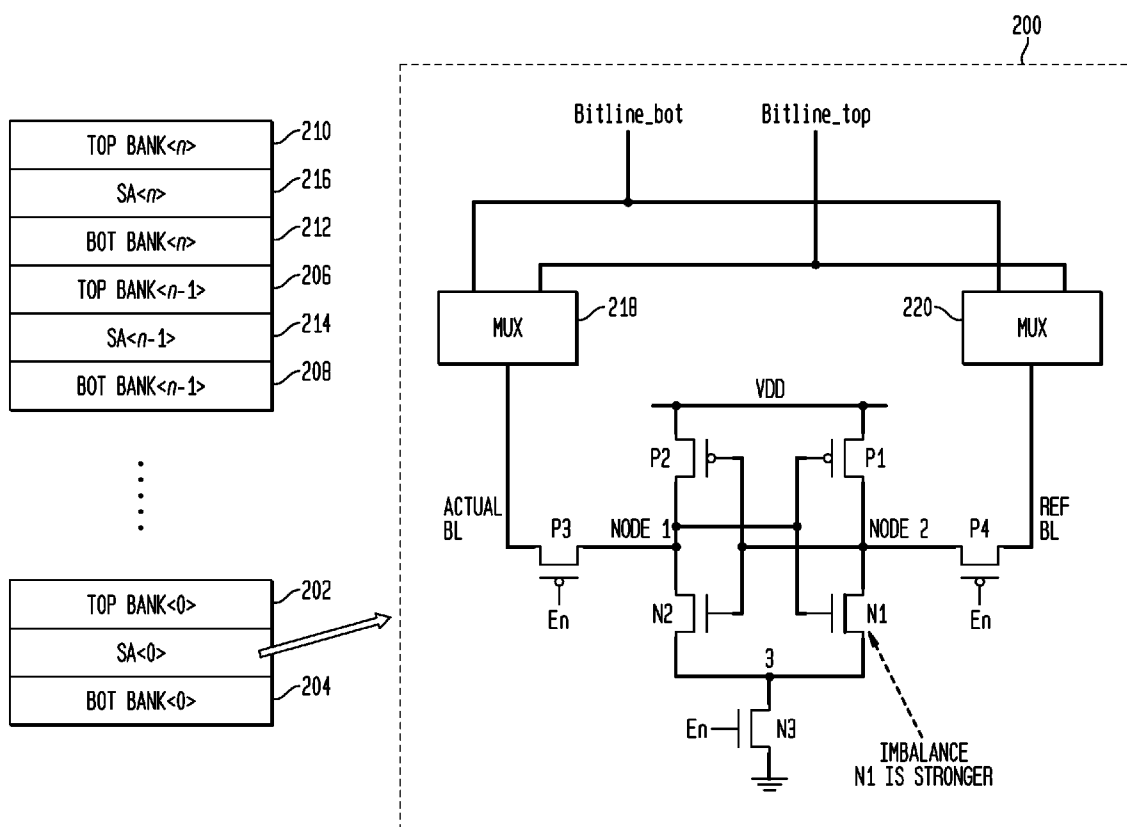 200
TOP BANK<n>
210
SA<n>
216
BOT BANK<n>
212
TOP BANK<n-1>
206
SA<n-1>
214
BOT BANK<n-1>
208
TOP BANK<0>
202
SA<0>
BOT BANK<0>
204
Bitline_bot
Bitline_top
MUX
218
220
MUX
VDD
P2
P1
ACTUAL
BL
P3
NODE 1
NODE 2
P4
REF
BL
En
N2
N1
En
3
En
N3
IMBALANCE
N1 IS STRONGER